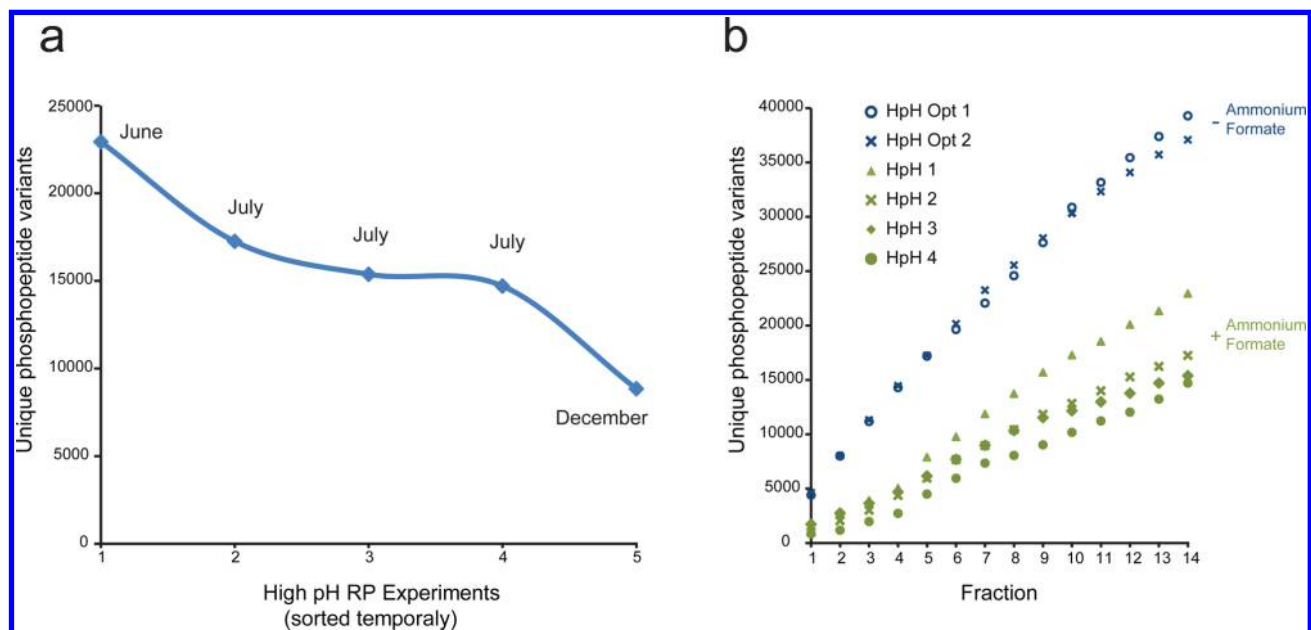 a
Unique phosphopeptide variants
25000
20000
15000
10000
5000
0
June
July
July
July
December
1
2
3
4
5
High pH RP Experiments
(sorted temporaly)
b
Unique phosphopeptide variants
40000
35000
30000
25000
20000
15000
10000
5000
0
HpH Opt 1
HpH Opt 2
HpH 1
HpH 2
HpH 3
HpH 4
- Ammonium
Formate
+ Ammonium
Formate
1 2 3 4 5 6 7 8 9 10 11 12 13 14
Fraction